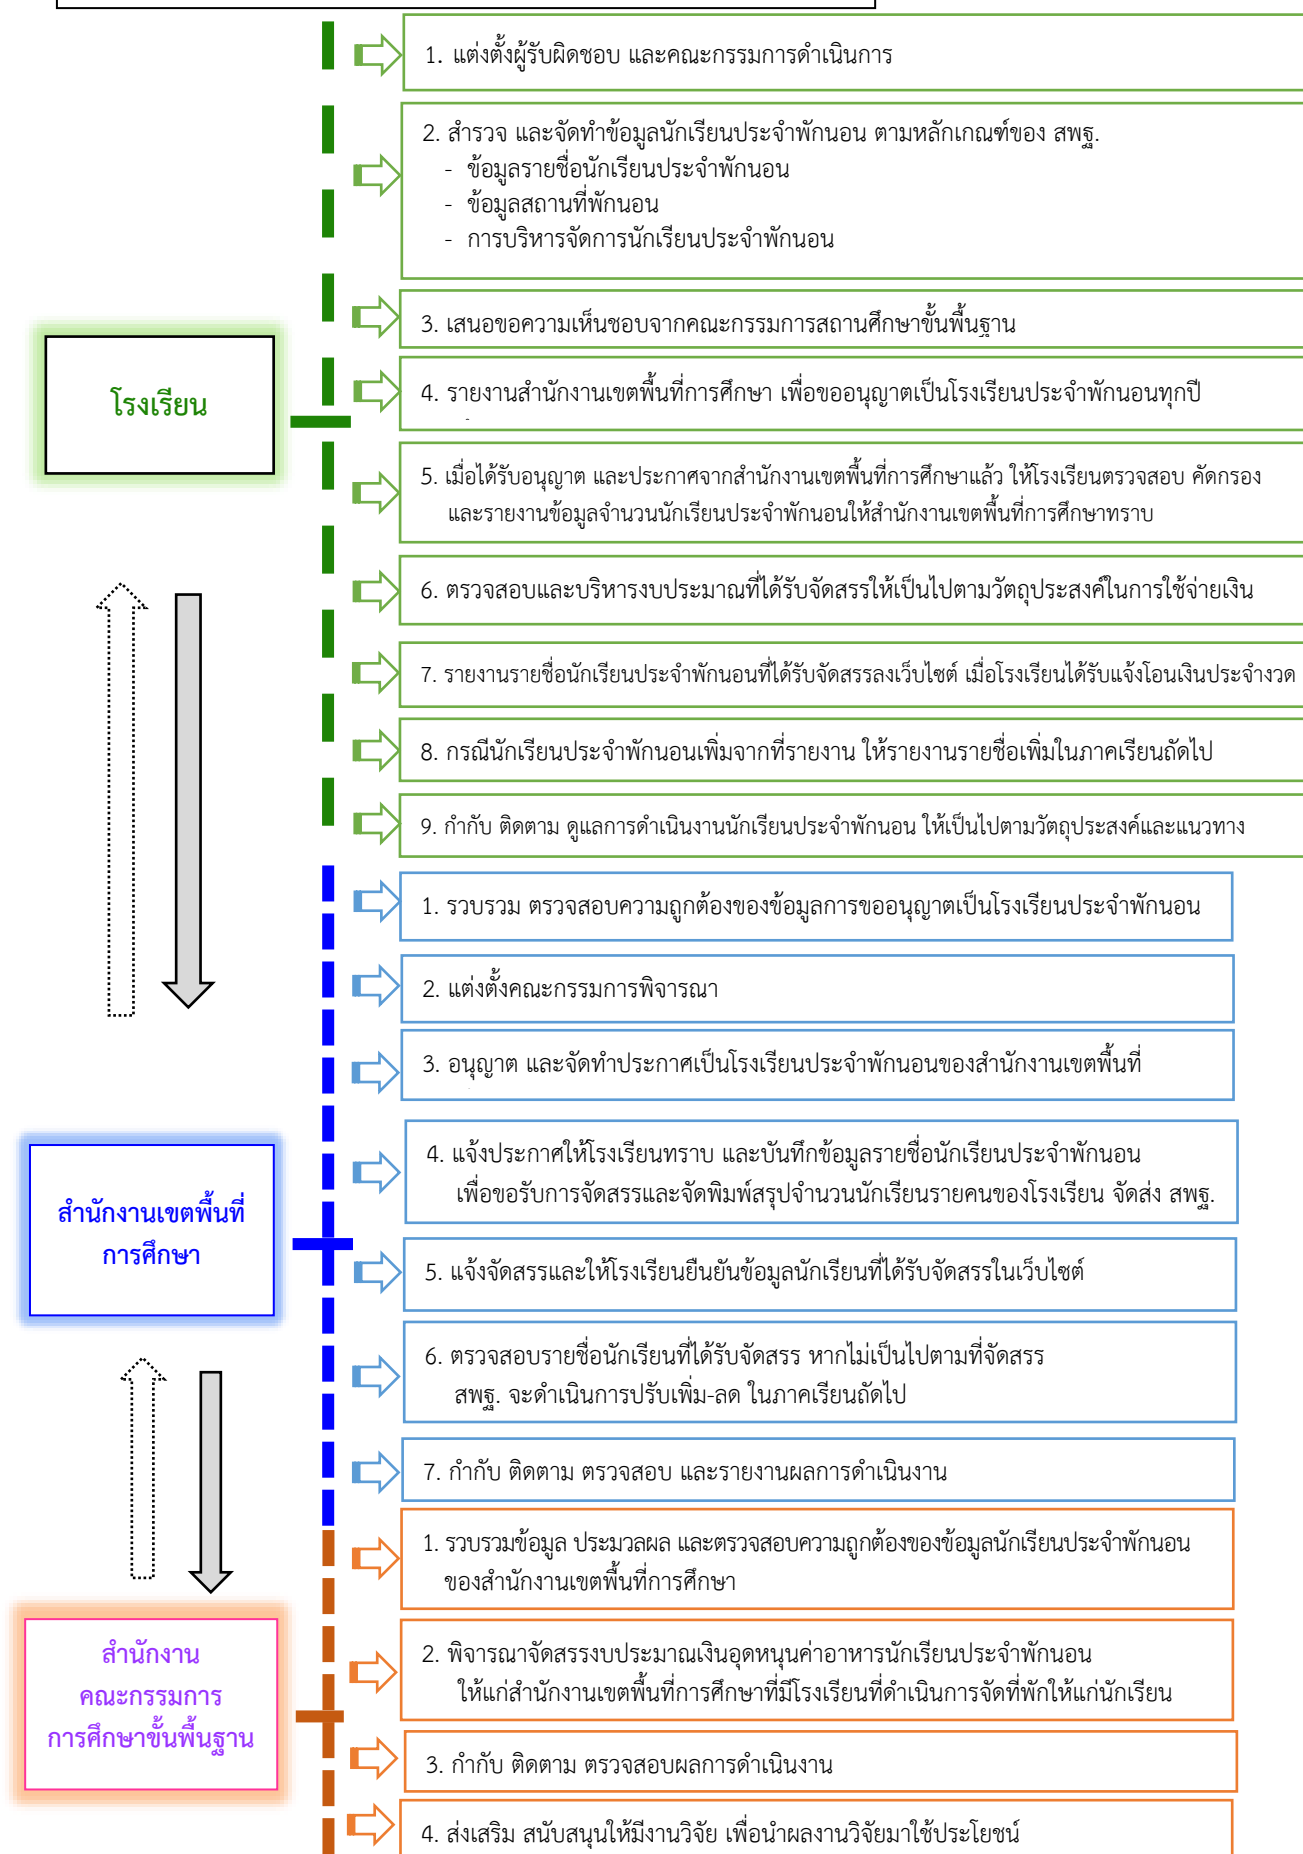 1. แต่งตั้งผู้รับผิดชอบ และคณะกรรมการดำเนินการ
2. สำรวจ และจัดทำข้อมูลนักเรียนประจำพักนอน ตามหลักเกณฑ์ของ สพฐ.
- ข้อมูลรายชื่อนักเรียนประจำพักนอน
- ข้อมูลสถานที่พักนอน
- การบริหารจัดการนักเรียนประจำพักนอน
3. เสนอขอความเห็นชอบจากคณะกรรมการสถานศึกษาขั้นพื้นฐาน
โรงเรียน
4. รายงานสำนักงานเขตพื้นที่การศึกษา เพื่อขออนุญาตเป็นโรงเรียนประจำพักนอนทุกปี
5. เมื่อได้รับอนุญาต และประกาศจากสำนักงานเขตพื้นที่การศึกษาแล้ว ให้โรงเรียนตรวจสอบ คัดกรอง
และรายงานข้อมูลจำนวนนักเรียนประจำพักนอนให้สำนักงานเขตพื้นที่การศึกษาทราบ
6. ตรวจสอบและบริหารงบประมาณที่ได้รับจัดสรรให้เป็นไปตามวัตถุประสงค์ในการใช้จ่ายเงิน
7. รายงานรายชื่อนักเรียนประจำพักนอนที่ได้รับจัดสรรลงเว็บไซต์ เมื่อโรงเรียนได้รับแจ้งโอนเงินประจำงวด
8. กรณีนักเรียนประจำพักนอนเพิ่มจากที่รายงาน ให้รายงานรายชื่อเพิ่มในภาคเรียนถัดไป
9. กำกับ ติดตาม ดูแลการดำเนินงานนักเรียนประจำพักนอน ให้เป็นไปตามวัตถุประสงค์และแนวทาง
1. รวบรวม ตรวจสอบความถูกต้องของข้อมูลการขออนุญาตเป็นโรงเรียนประจำพักนอน
2. แต่งตั้งคณะกรรมการพิจารณา
3. อนุญาต และจัดทำประกาศเป็นโรงเรียนประจำพักนอนของสำนักงานเขตพื้นที่
4. แจ้งประกาศให้โรงเรียนทราบ และบันทึกข้อมูลรายชื่อนักเรียนประจำพักนอน
เพื่อขอรับการจัดสรรและจัดพิมพ์สรุปจำนวนนักเรียนรายคนของโรงเรียน จัดส่ง สพฐ.
สำนักงานเขตพื้นที่
การศึกษา
5. แจ้งจัดสรรและให้โรงเรียนยืนยันข้อมูลนักเรียนที่ได้รับจัดสรรในเว็บไซต์
6. ตรวจสอบรายชื่อนักเรียนที่ได้รับจัดสรร หากไม่เป็นไปตามที่จัดสรร
สพฐ. จะดำเนินการปรับเพิ่ม-ลด ในภาคเรียนถัดไป
7. กำกับ ติดตาม ตรวจสอบ และรายงานผลการดำเนินงาน
1. รวบรวมข้อมูล ประมวลผล และตรวจสอบความถูกต้องของข้อมูลนักเรียนประจำพักนอน
ของสำนักงานเขตพื้นที่การศึกษา
สำนักงาน
คณะกรรมการ
การศึกษาขั้นพื้นฐาน
2. พิจารณาจัดสรรงบประมาณเงินอุดหนุนค่าอาหารนักเรียนประจำพักนอน
ให้แก่สำนักงานเขตพื้นที่การศึกษาที่มีโรงเรียนที่ดำเนินการจัดที่พักให้แก่นักเรียน
3. กำกับ ติดตาม ตรวจสอบผลการดำเนินงาน
4. ส่งเสริม สนับสนุนให้มีงานวิจัย เพื่อนำผลงานวิจัยมาใช้ประโยชน์